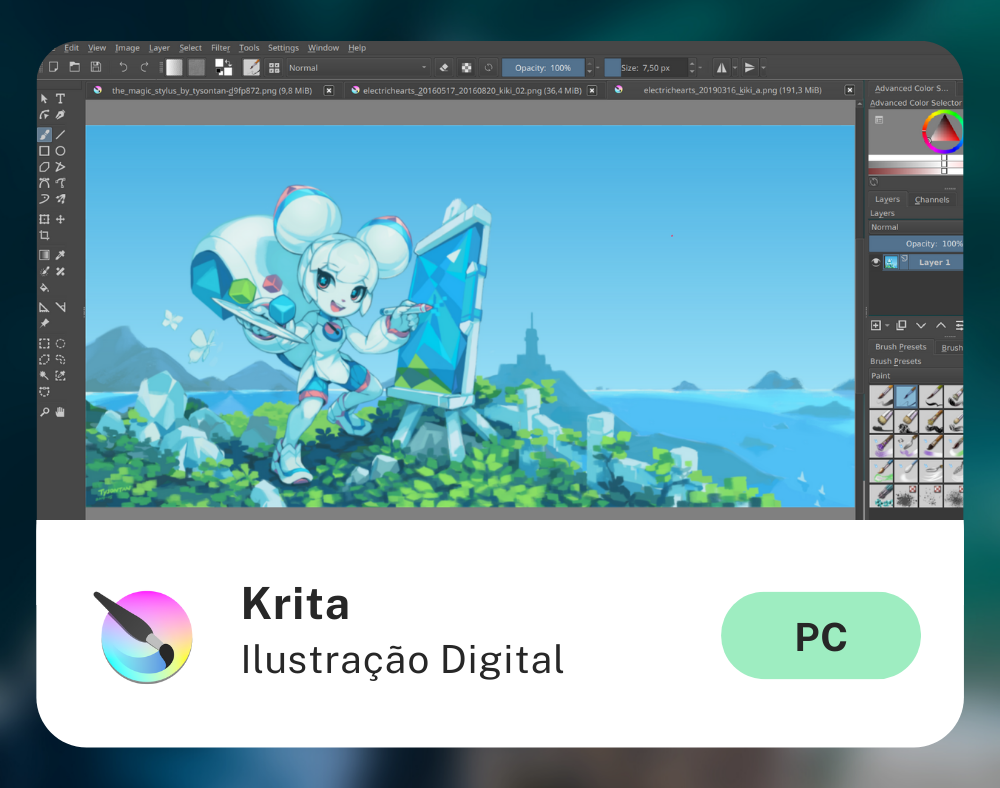 Edit View Image Layer Select Filter Tools Settings Window Help
Normal Opacity: 100% Size: 7,50 px
the_magic_stylus_by_tysontan-d9fp872.png (9,8 MiB) electrichearts_20160517_20160820_kiki_02.png (36,4 MiB) electrichearts_20190316_kiki_a.png (191,3 MiB)
Advanced Color S...
Advanced Color Selector
Layers Channels
Layers
Normal
Opacity: 100%
Layer 1
Brush Presets Brush
Brush Presets
Paint
Krita
Ilustração Digital
PC